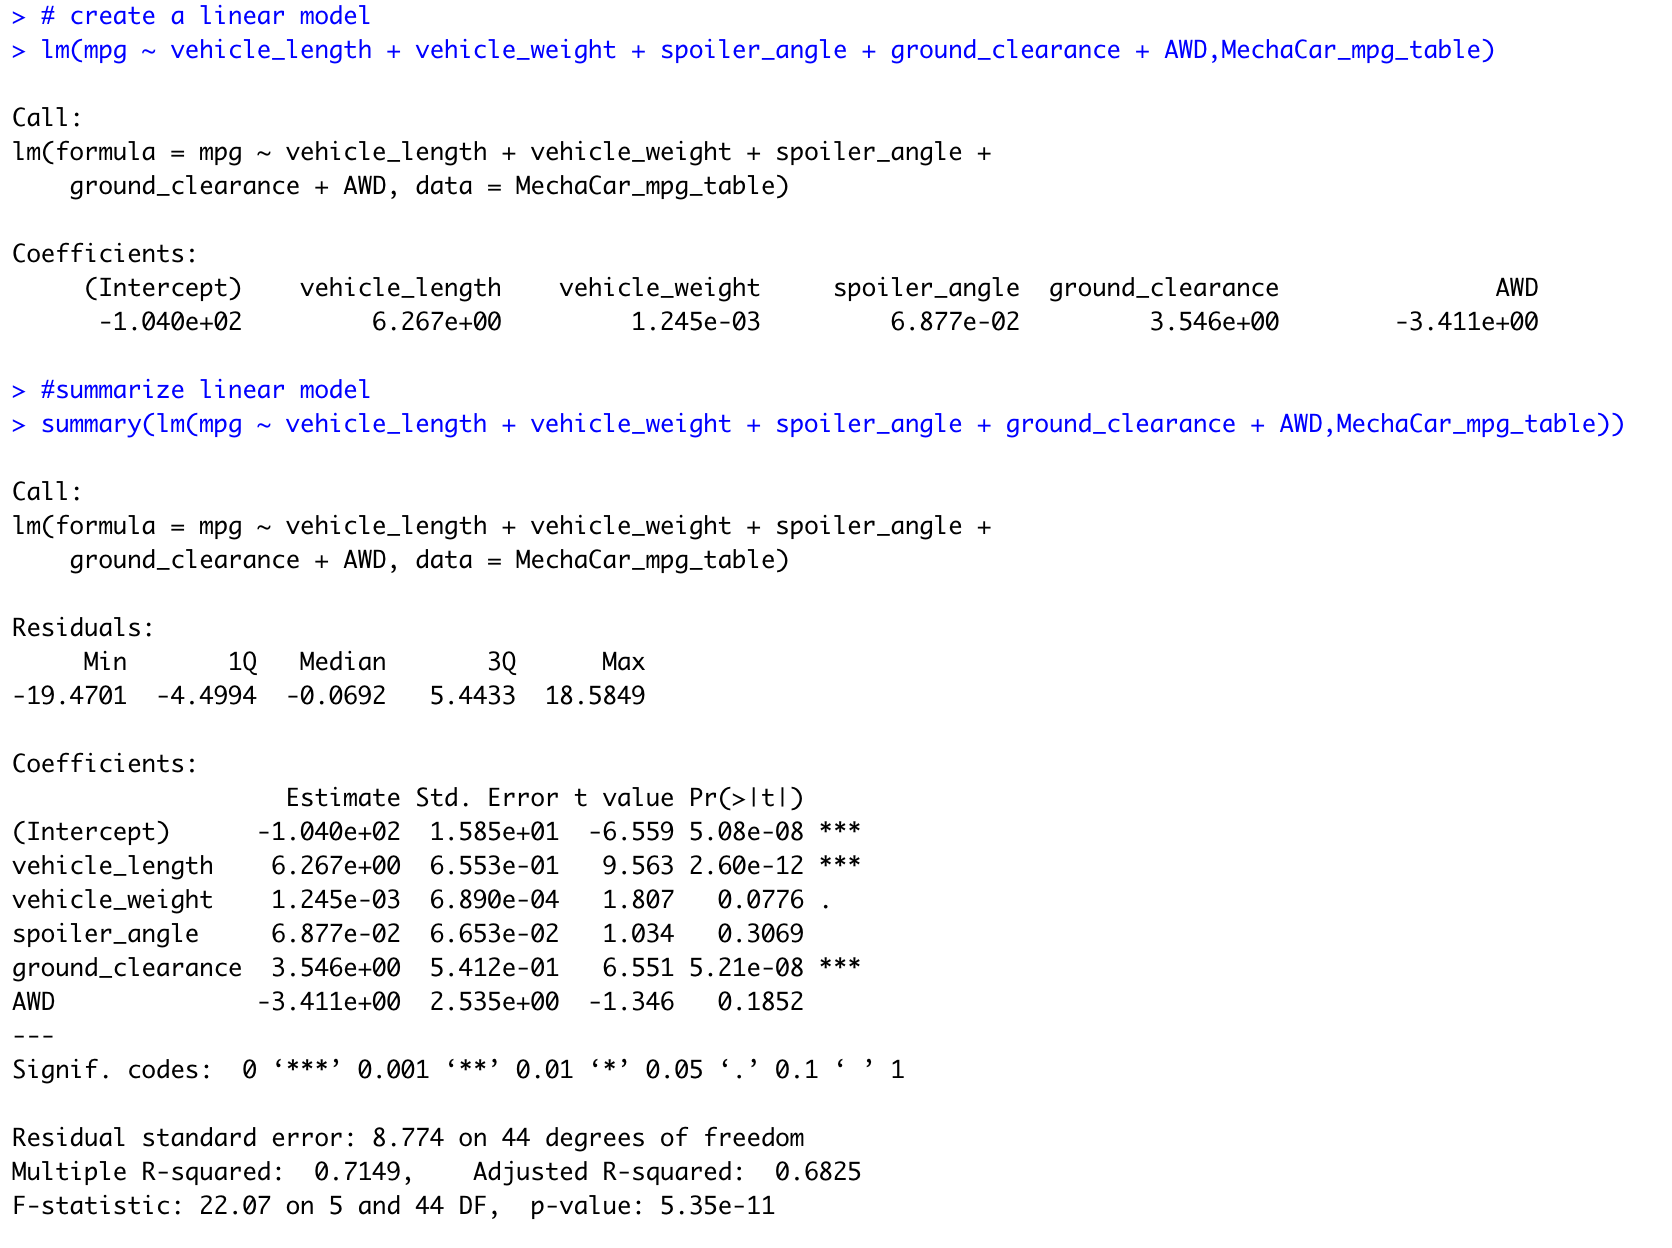 > # create a linear model
> lm(mpg ~ vehicle_length + vehicle_weight + spoiler_angle + ground_clearance + AWD,MechaCar_mpg_table)

Call:
lm(formula = mpg ~ vehicle_length + vehicle_weight + spoiler_angle +
    ground_clearance + AWD, data = MechaCar_mpg_table)

Coefficients:
     (Intercept)    vehicle_length    vehicle_weight     spoiler_angle  ground_clearance               AWD
      -1.040e+02         6.267e+00         1.245e-03         6.877e-02         3.546e+00        -3.411e+00

> #summarize linear model
> summary(lm(mpg ~ vehicle_length + vehicle_weight + spoiler_angle + ground_clearance + AWD,MechaCar_mpg_table))

Call:
lm(formula = mpg ~ vehicle_length + vehicle_weight + spoiler_angle +
    ground_clearance + AWD, data = MechaCar_mpg_table)

Residuals:
     Min       1Q   Median       3Q      Max
-19.4701  -4.4994  -0.0692   5.4433  18.5849

Coefficients:
                   Estimate Std. Error t value Pr(>|t|)
(Intercept)      -1.040e+02  1.585e+01  -6.559 5.08e-08 ***
vehicle_length    6.267e+00  6.553e-01   9.563 2.60e-12 ***
vehicle_weight    1.245e-03  6.890e-04   1.807   0.0776 .
spoiler_angle     6.877e-02  6.653e-02   1.034   0.3069
ground_clearance  3.546e+00  5.412e-01   6.551 5.21e-08 ***
AWD              -3.411e+00  2.535e+00  -1.346   0.1852
---
Signif. codes:  0 ‘***’ 0.001 ‘**’ 0.01 ‘*’ 0.05 ‘.’ 0.1 ‘ ’ 1

Residual standard error: 8.774 on 44 degrees of freedom
Multiple R-squared:  0.7149,    Adjusted R-squared:  0.6825
F-statistic: 22.07 on 5 and 44 DF,  p-value: 5.35e-11